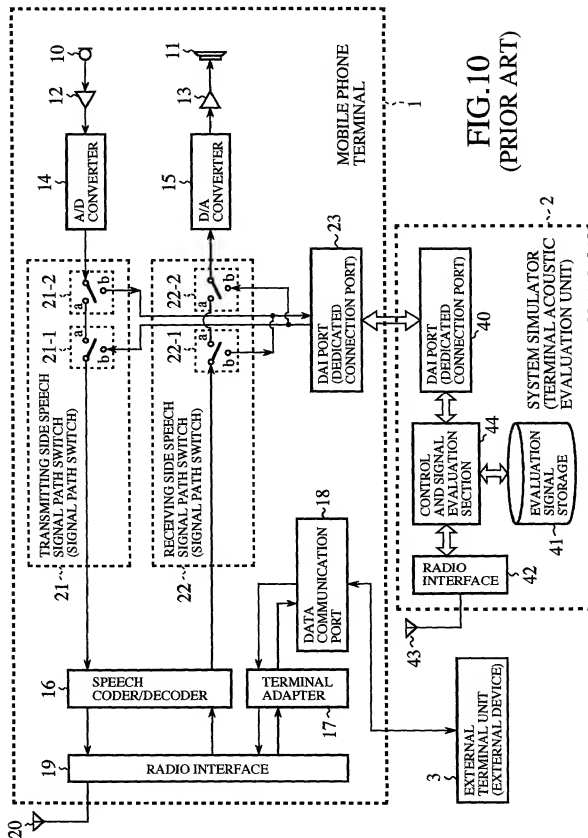 FIG.10
(PRIOR ART)
MOBILE PHONE
TERMINAL
1
10
12
14
A/D
CONVERTER
11
13
15
D/A
CONVERTER
21-2
a
b
21-1
a
b
22-2
a
b
22-1
a
b
23
DAI PORT
(DEDICATED
CONNECTION PORT)
TRANSMITTING SIDE SPEECH
SIGNAL PATH SWITCH
(SIGNAL PATH SWITCH)
21
RECEIVING SIDE SPEECH
SIGNAL PATH SWITCH
(SIGNAL PATH SWITCH)
22
16
SPEECH
CODER/DECODER
18
DATA
COMMUNICATION
PORT
TERMINAL
ADAPTER
17
19
RADIO INTERFACE
20
2
SYSTEM SIMULATOR
(TERMINAL ACOUSTIC
EVALUATION UNIT)
DAI PORT
(DEDICATED
CONNECTION PORT)
40
44
CONTROL
AND SIGNAL
EVALUATION
SECTION
EVALUATION
SIGNAL
STORAGE
41
RADIO
INTERFACE
42
43
3
EXTERNAL
TERMINAL UNIT
(EXTERNAL DEVICE)